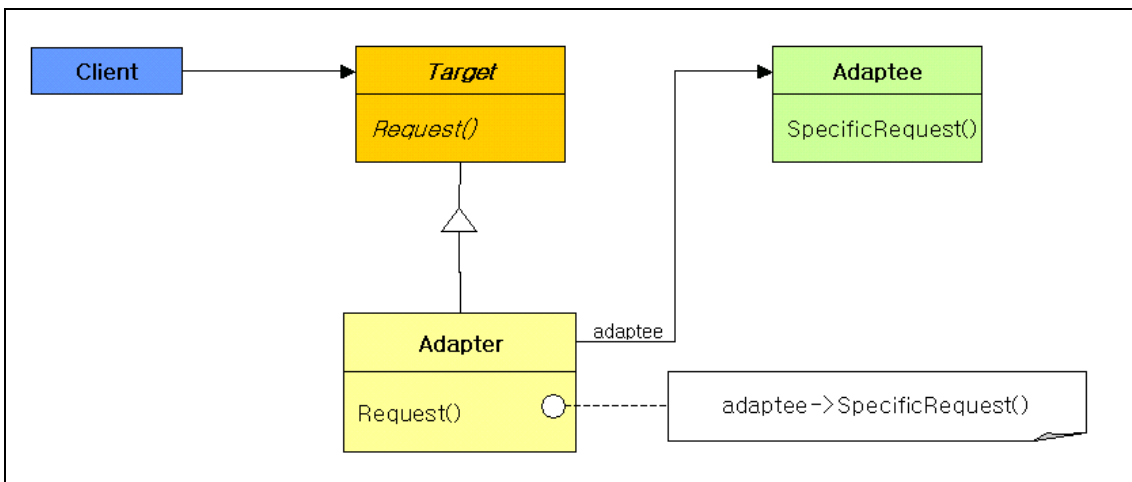 Client
Target
Request()
Adaptee
SpecificRequest()
adaptee
Adapter
Request()
adaptee->SpecificRequest()